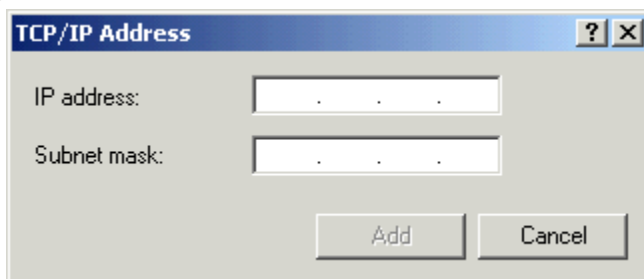 TCP/IP Address ? X
IP address: . . .
Subnet mask: . . .
Add Cancel